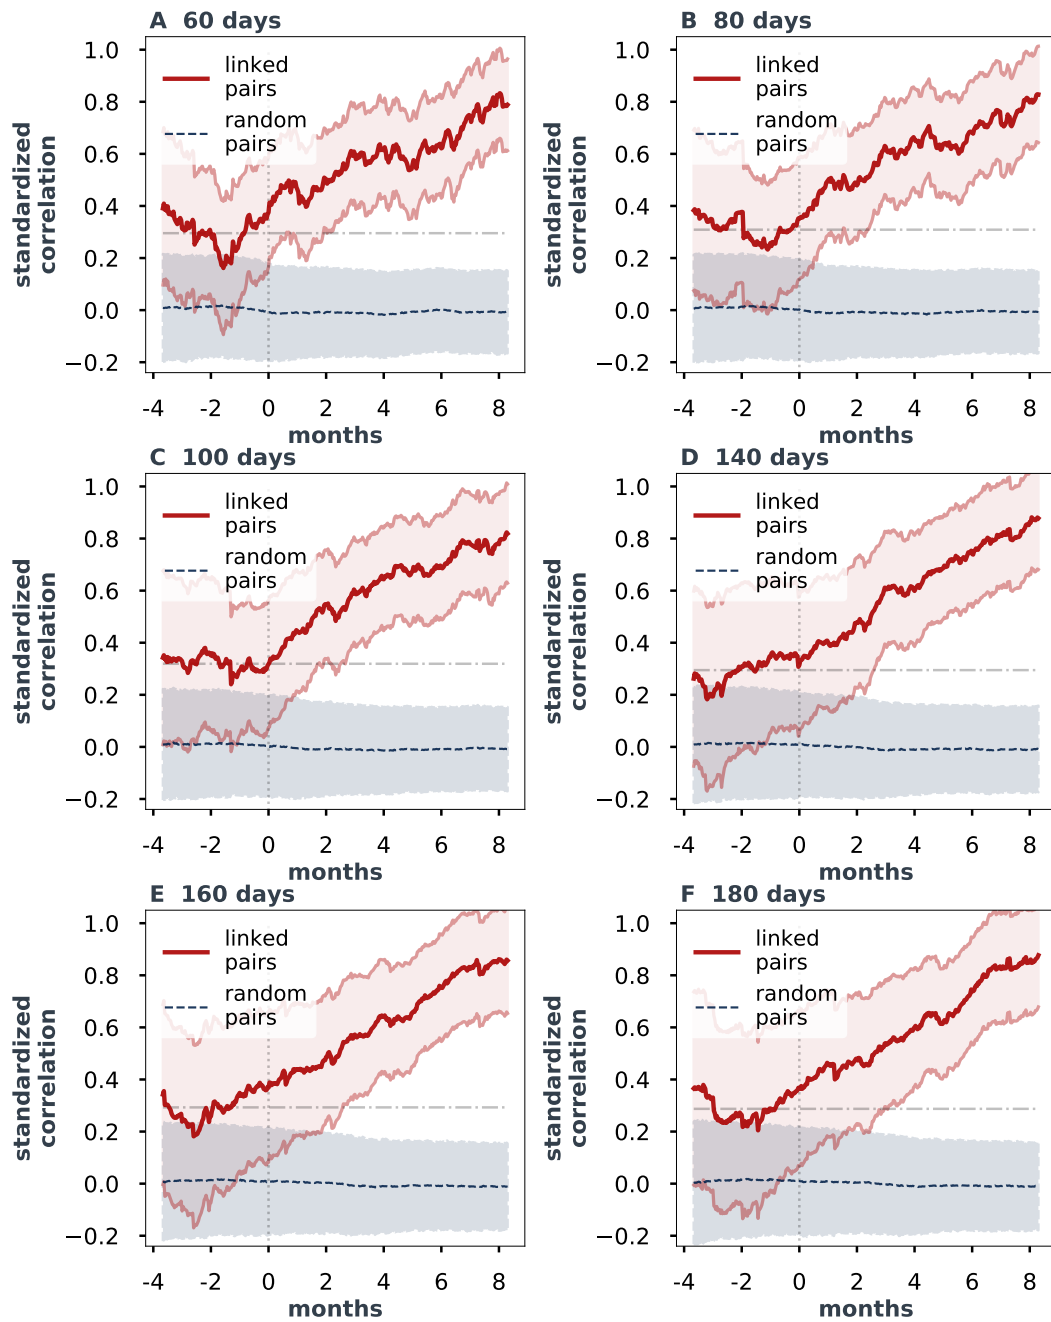 A 60 days
1.0
0.8
0.6
0.4
0.2
0.0
−0.2
standardized
correlation
linked
pairs
random
pairs
-4 -2 0 2 4 6 8
months
B 80 days
1.0
0.8
0.6
0.4
0.2
0.0
−0.2
standardized
correlation
linked
pairs
random
pairs
-4 -2 0 2 4 6 8
months
C 100 days
1.0
0.8
0.6
0.4
0.2
0.0
−0.2
standardized
correlation
linked
pairs
random
pairs
-4 -2 0 2 4 6 8
months
D 140 days
1.0
0.8
0.6
0.4
0.2
0.0
−0.2
standardized
correlation
linked
pairs
random
pairs
-4 -2 0 2 4 6 8
months
E 160 days
1.0
0.8
0.6
0.4
0.2
0.0
−0.2
standardized
correlation
linked
pairs
random
pairs
-4 -2 0 2 4 6 8
months
F 180 days
1.0
0.8
0.6
0.4
0.2
0.0
−0.2
standardized
correlation
linked
pairs
random
pairs
-4 -2 0 2 4 6 8
months